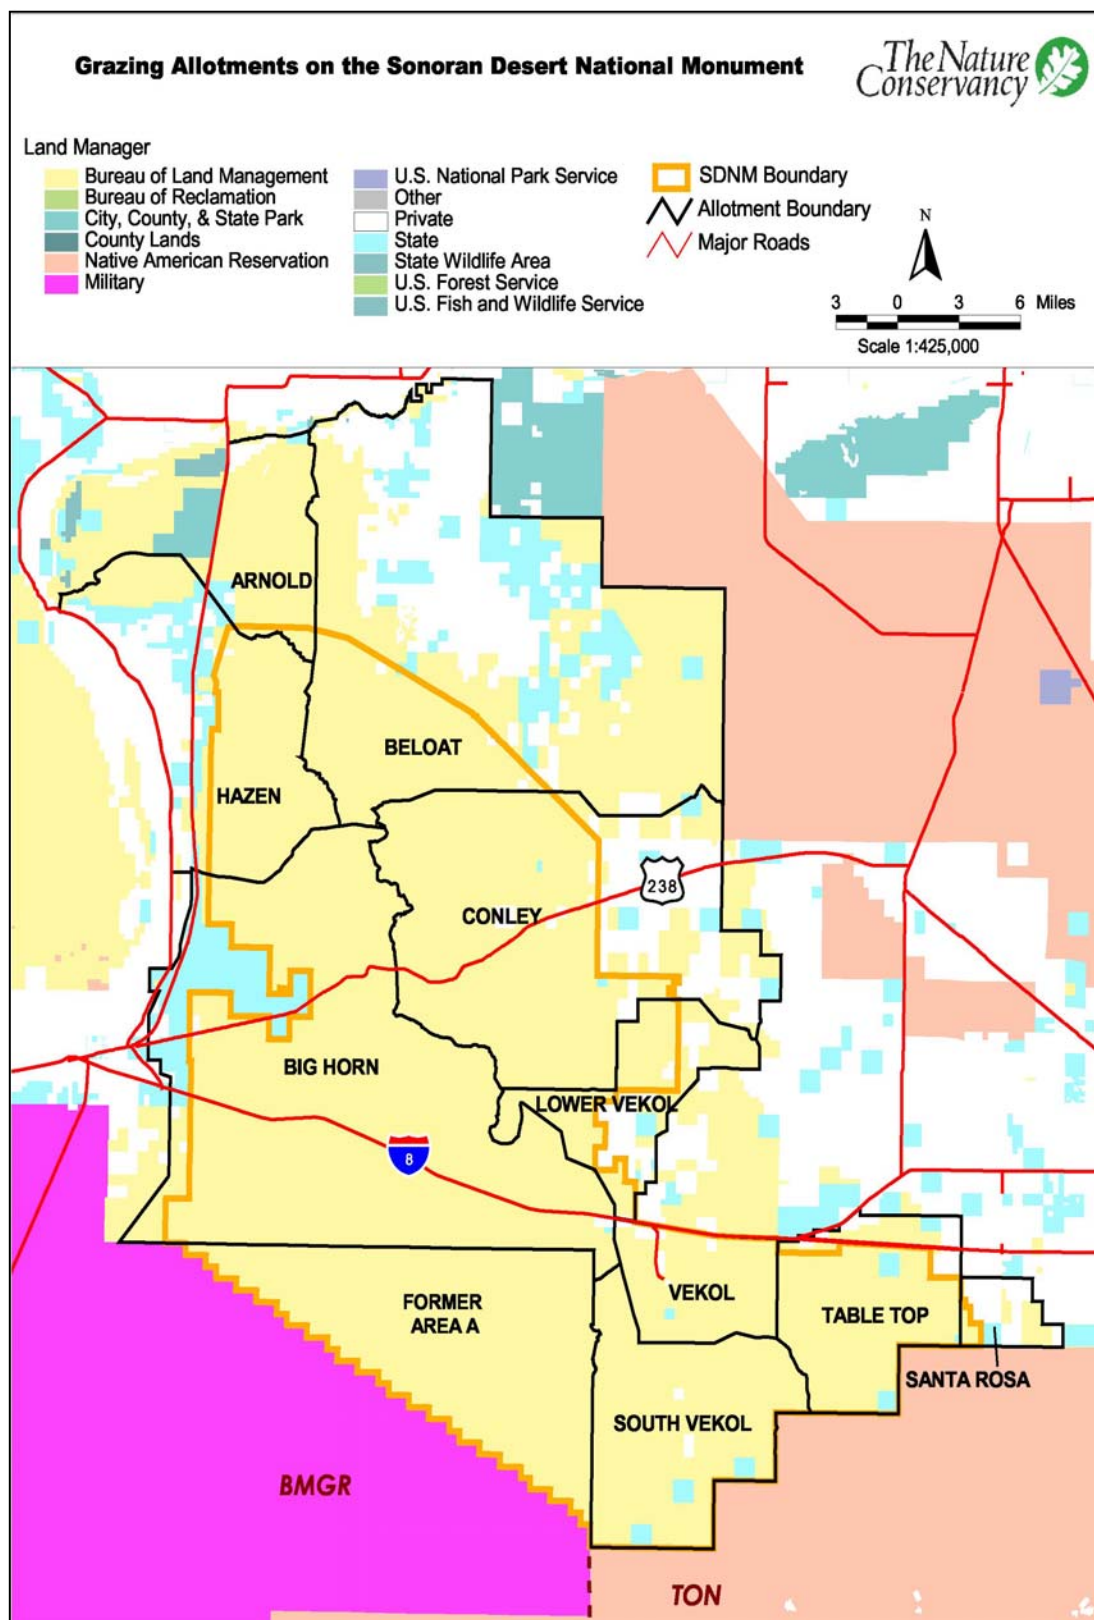 Grazing Allotments on the Sonoran Desert National Monument
The Nature
Conservancy
Land Manager
Bureau of Land Management
Bureau of Reclamation
City, County, & State Park
County Lands
Native American Reservation
Military
U.S. National Park Service
Other
Private
State
State Wildlife Area
U.S. Forest Service
U.S. Fish and Wildlife Service
SDNM Boundary
Allotment Boundary
Major Roads
N
3 0 3 6 Miles
Scale 1:425,000
ARNOLD
BELOAT
HAZEN
238
CONLEY
BIG HORN
LOWER VEKOL
8
VEKOL
FORMER
AREA A
TABLE TOP
SANTA ROSA
SOUTH VEKOL
BMGR
TON